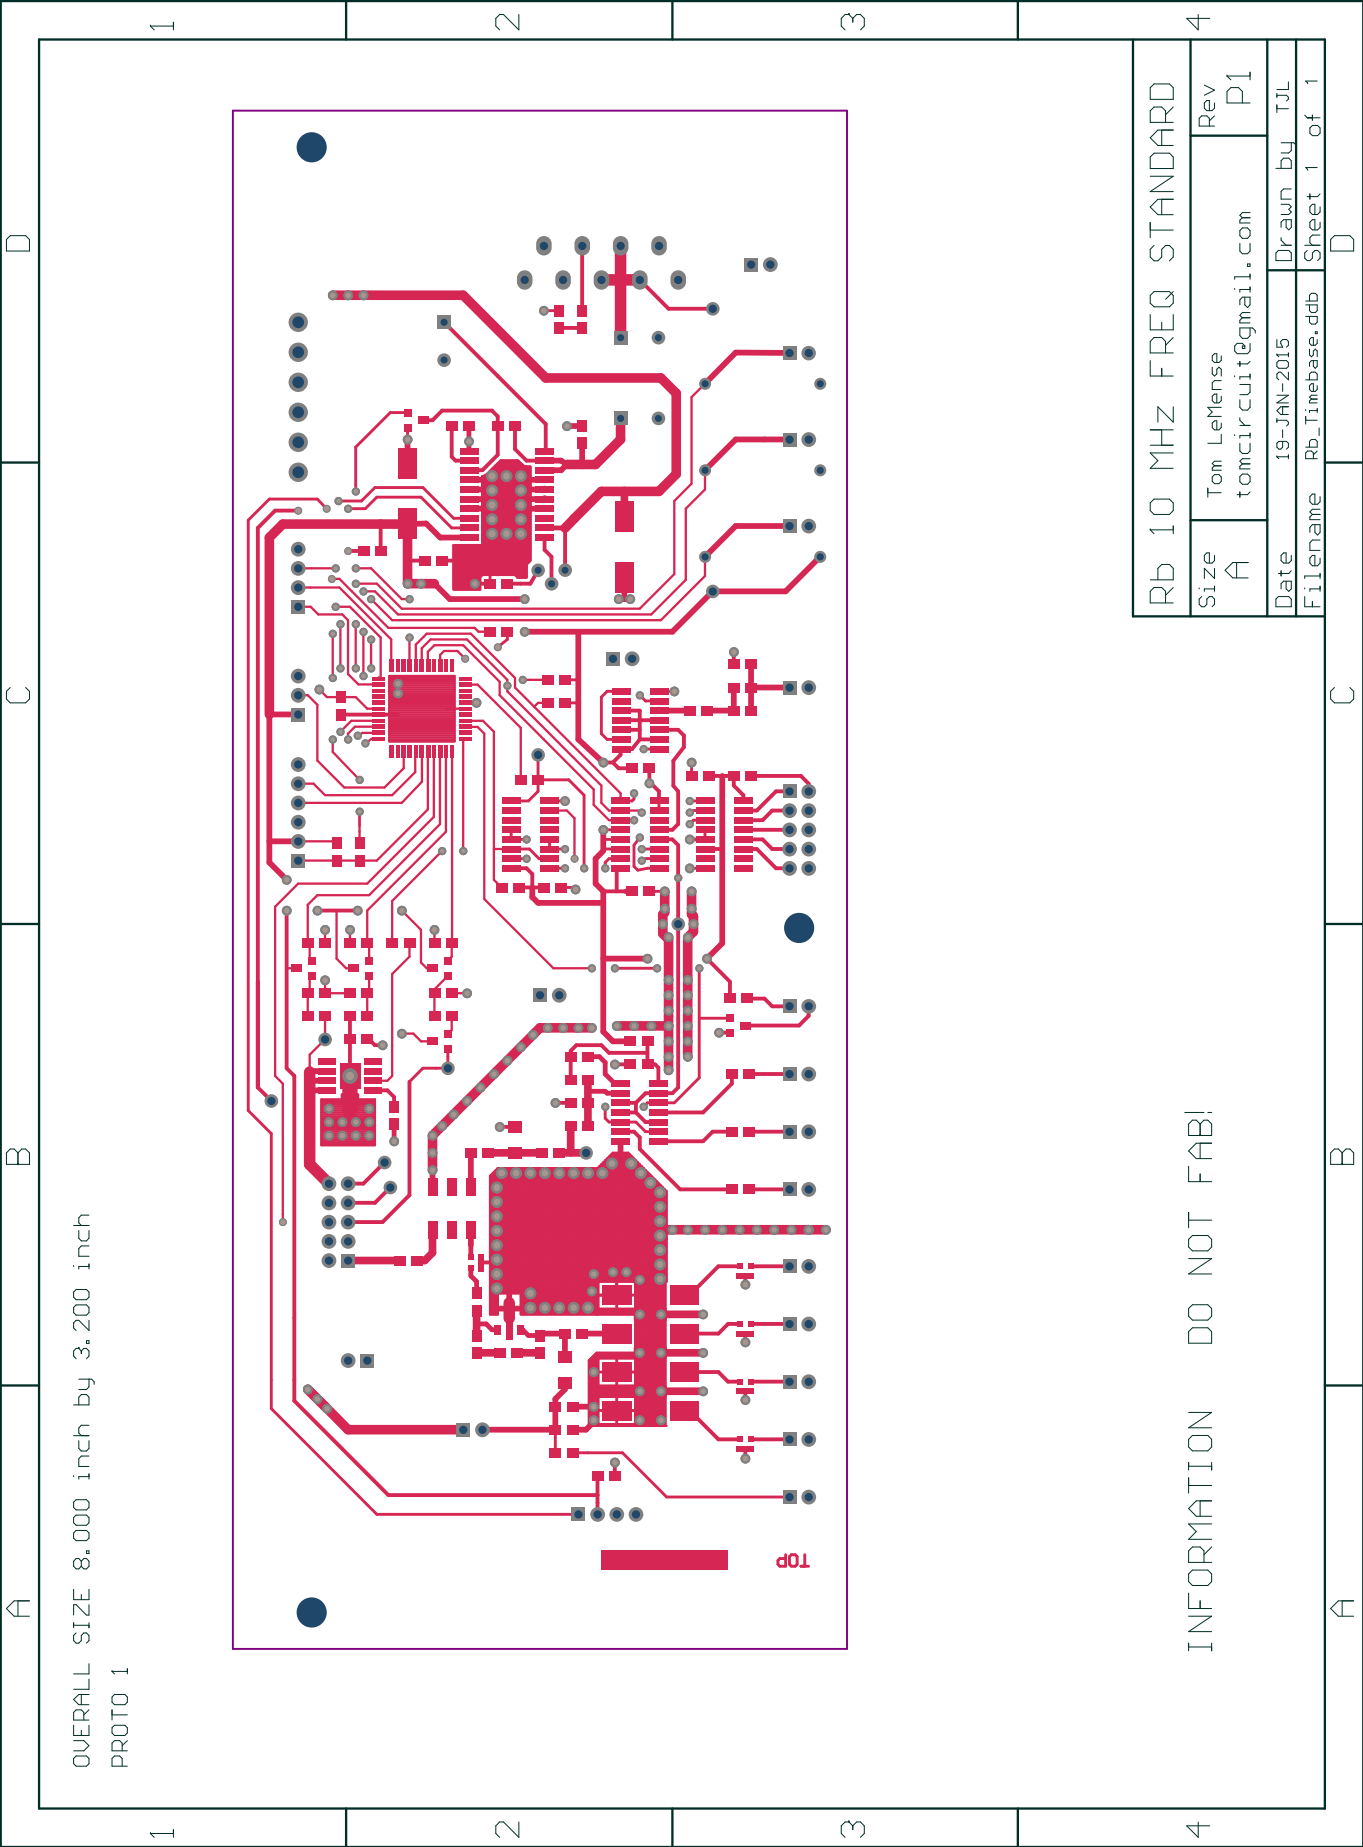 OVERALL SIZE 8.000 inch by 3.200 inch
PROTO 1
TOP
INFORMATION DO NOT FAB!
Rb 10 MHz FREQ STANDARD
Size
A
Tom LeMense
tomcircuit@gmail.com
Rev
P1
Date 19-JAN-2015
Drawn by TJL
Filename Rb_Timebase.ddb
Sheet 1 of 1
A B C D
A B C D
1 2 3 4
1 2 3 4